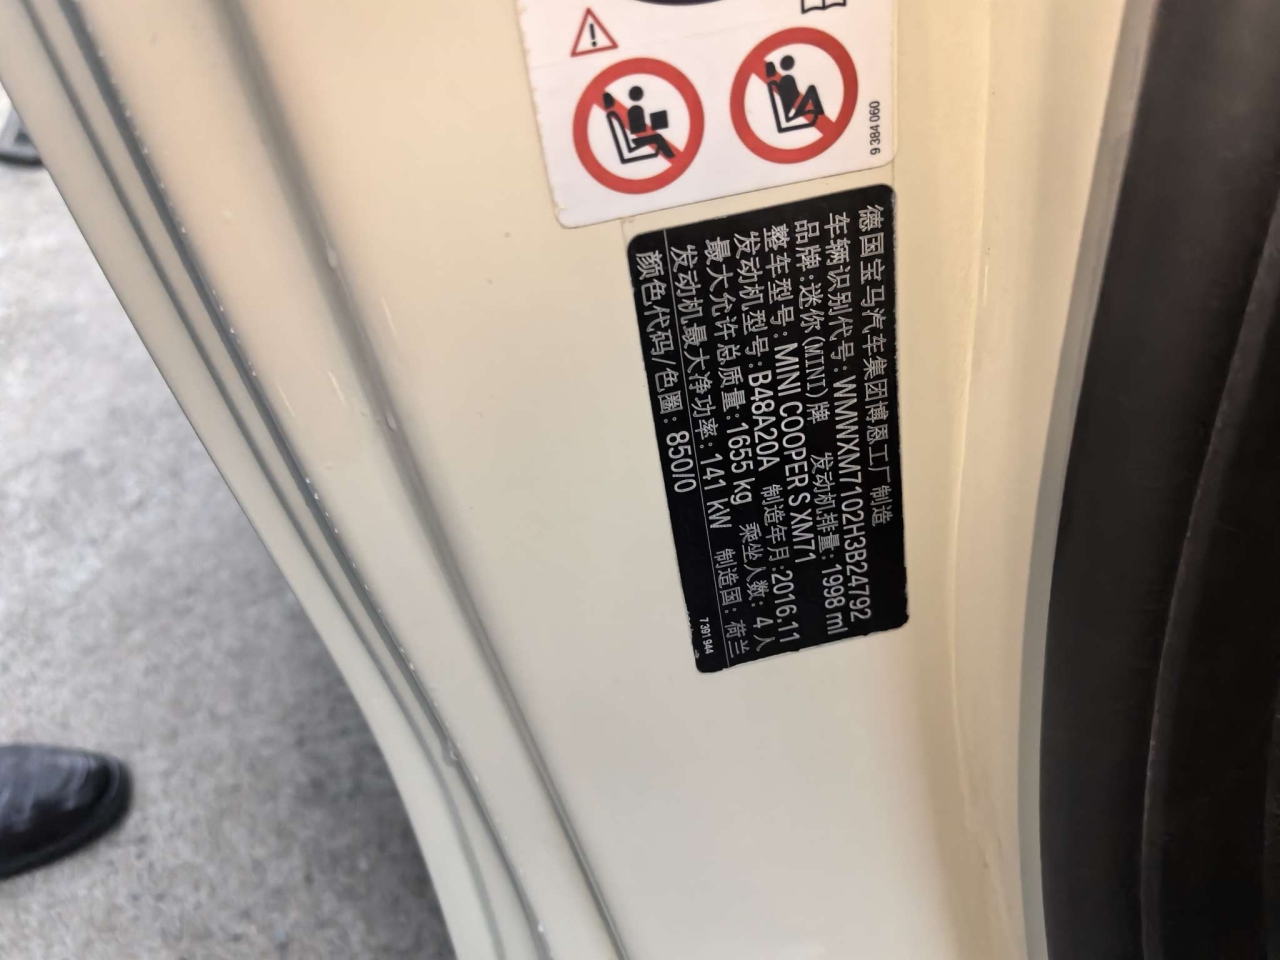 9 384 060
德国宝马汽车集团博恩工厂 制造
车辆识别代号: WMWXM7102H3B24792
品牌:迷你(MINI)牌 发动机排量: 1998 ml
整车型号: MINI COOPER S XM71
发动机型号: B48A20A 制造年月:2016.11
最大允许总质量: 1655 kg 乘坐人数: 4 人
发动机最大净功率: 141 kW 制造国: 荷兰
颜色代码/色圈: 850/0
7 391 944